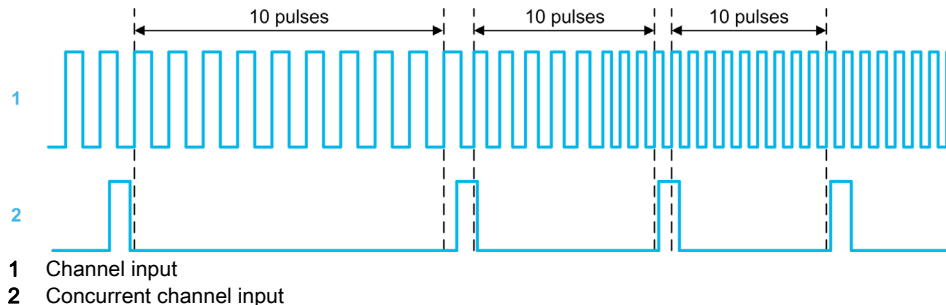 10 pulses
10 pulses
10 pulses
1
2
1 Channel input
2 Concurrent channel input